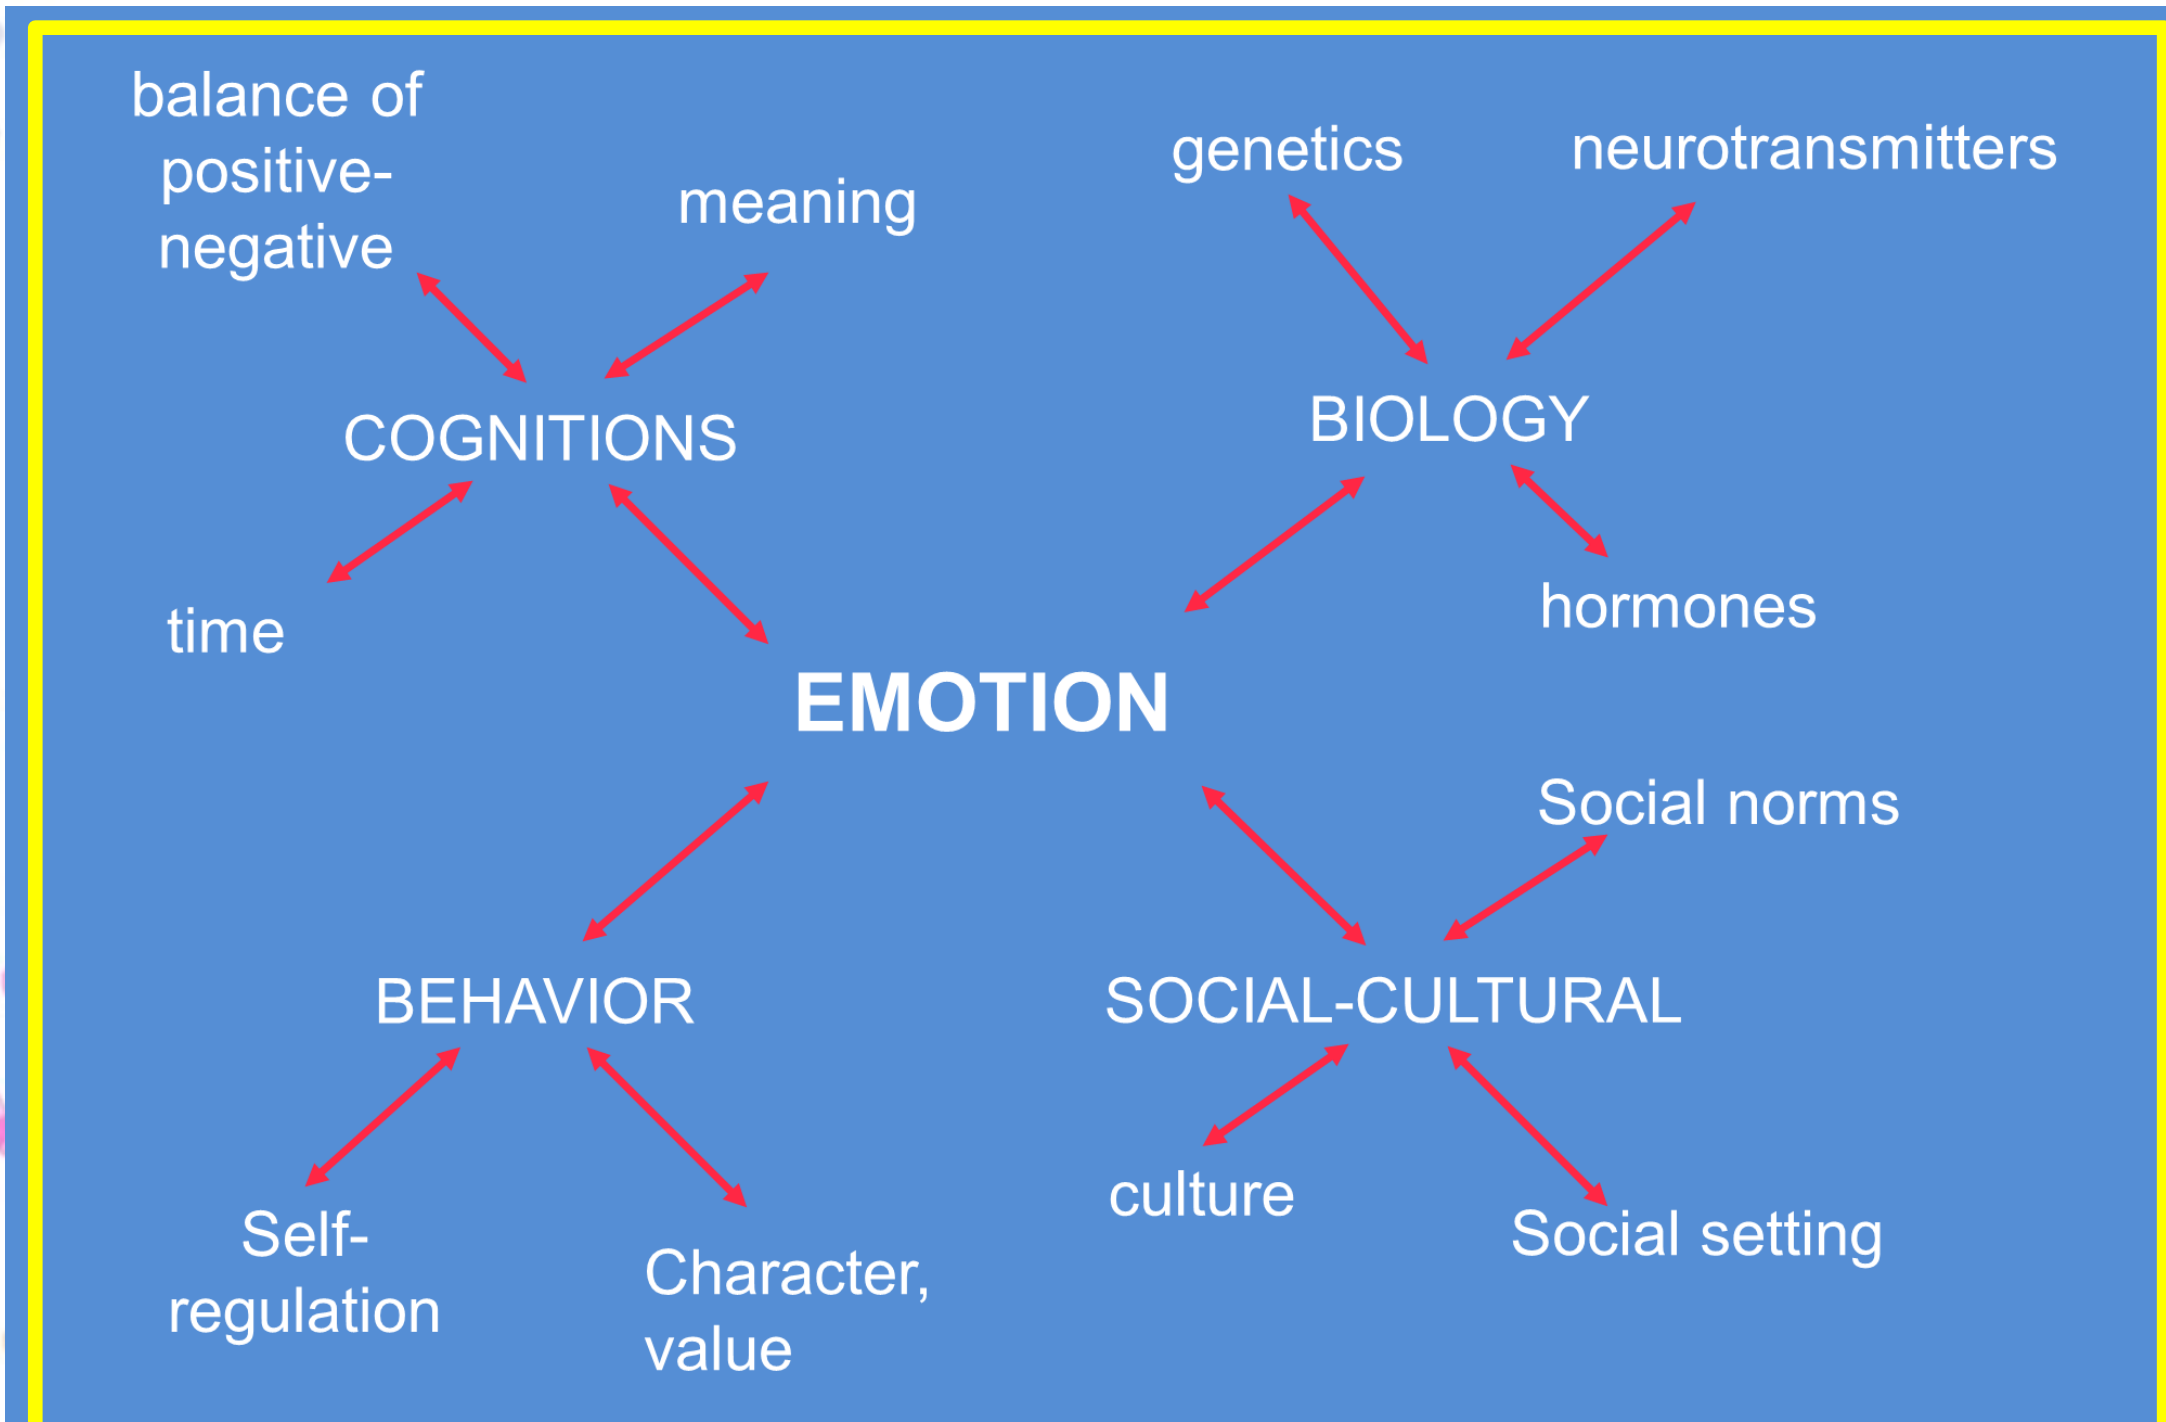 balance of
positive-
negative
meaning
genetics
neurotransmitters
COGNITIONS
BIOLOGY
time
hormones
EMOTION
Social norms
BEHAVIOR
SOCIAL-CULTURAL
culture
Social setting
Self-
regulation
Character,
value